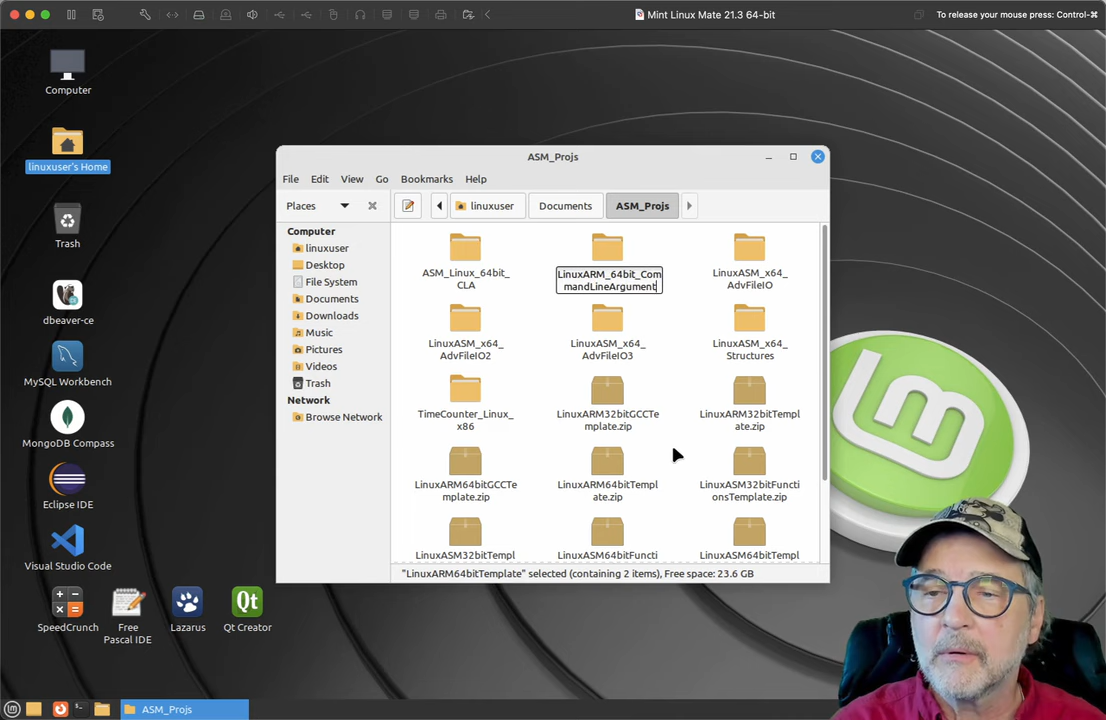 Mint Linux Mate 21.3 64-bit
To release your mouse press: Control-⌘
Computer
linuxuser's Home
Trash
dbeaver-ce
MySQL Workbench
MongoDB Compass
Eclipse IDE
Visual Studio Code
SpeedCrunch
Free
Pascal IDE
Lazarus
Qt
Qt Creator
ASM_Projs
File
Edit
View
Go
Bookmarks
Help
Places
linuxuser
Documents
ASM_Projs
Computer
linuxuser
Desktop
File System
Documents
Downloads
Music
Pictures
Videos
Trash
Network
Browse Network
ASM_Linux_64bit_
CLA
LinuxARM_64bit_Com
mandLineArgument
LinuxASM_x64_
AdvFileIO
LinuxASM_x64_
AdvFileIO2
LinuxASM_x64_
AdvFileIO3
LinuxASM_x64_
Structures
TimeCounter_Linux_
x86
LinuxARM32bitGCCTe
mplate.zip
LinuxARM32bitTempl
ate.zip
LinuxARM64bitGCCTe
mplate.zip
LinuxARM64bitTempl
ate.zip
LinuxASM32bitFuncti
onsTemplate.zip
LinuxASM32bitTempl
LinuxASM64bitFuncti
LinuxASM64bitTempl
"LinuxARM64bitTemplate" selected (containing 2 items), Free space: 23.6 GB
ASM_Projs